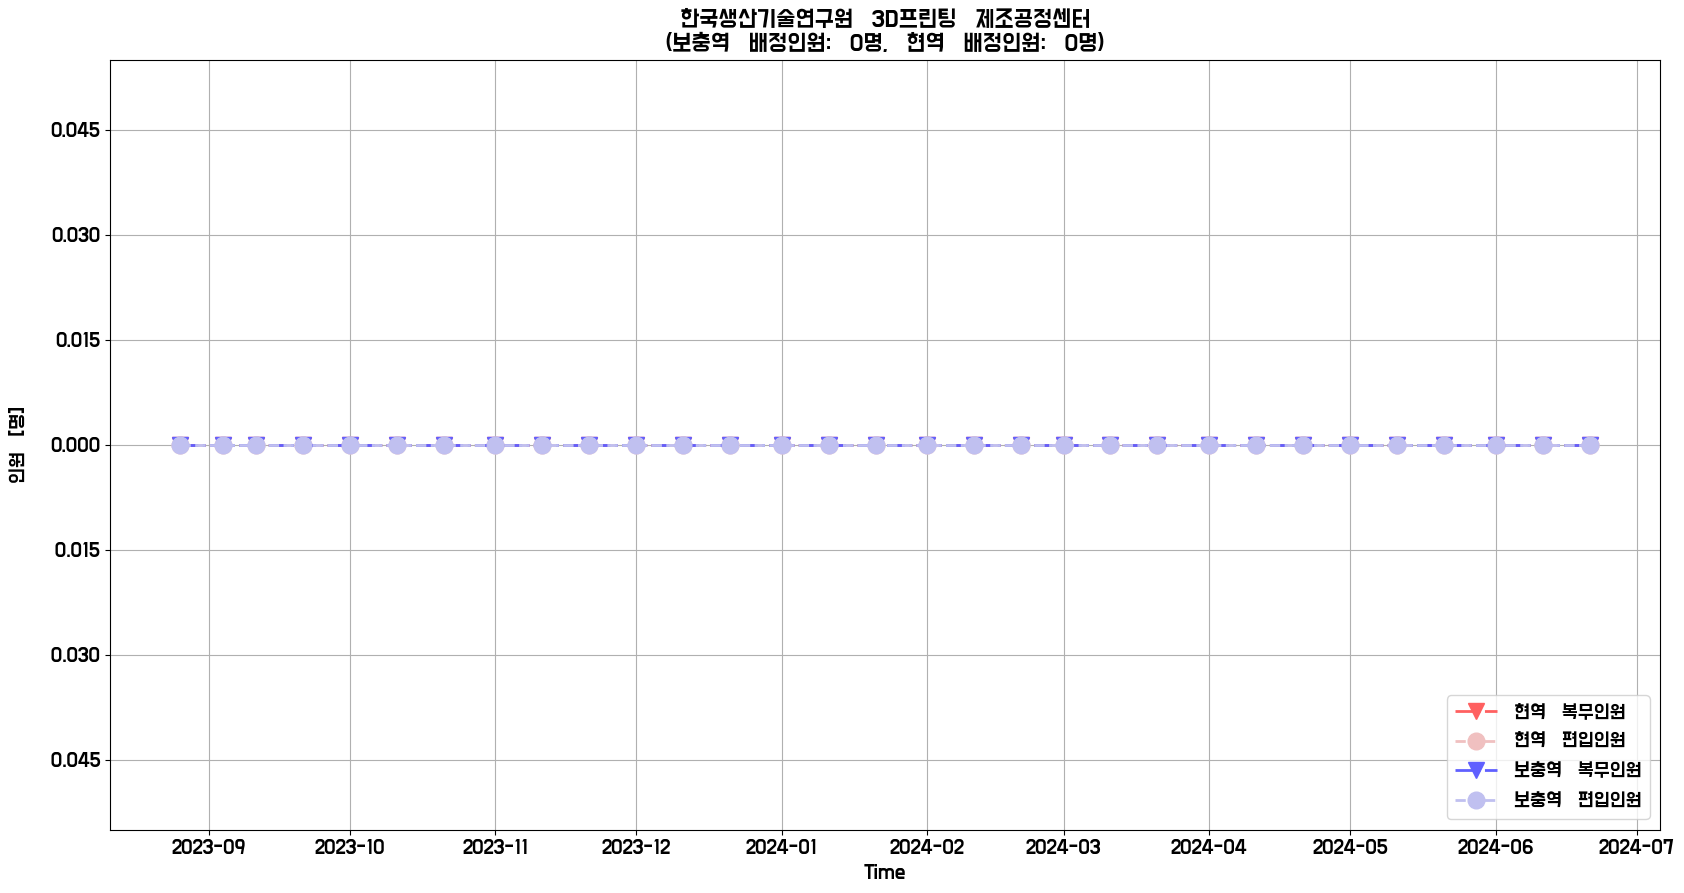 한국생산기술연구원 3D프린팅 제조공정센터
(보충역 배정인원: 0명, 현역 배정인원: 0명)
0.045
0.030
0.015
0.000
0.015
0.030
0.045
인원 [명]
현역 복무인원
현역 편입인원
보충역 복무인원
보충역 편입인원
2023-09 2023-10 2023-11 2023-12 2024-01 2024-02 2024-03 2024-04 2024-05 2024-06 2024-07
Time